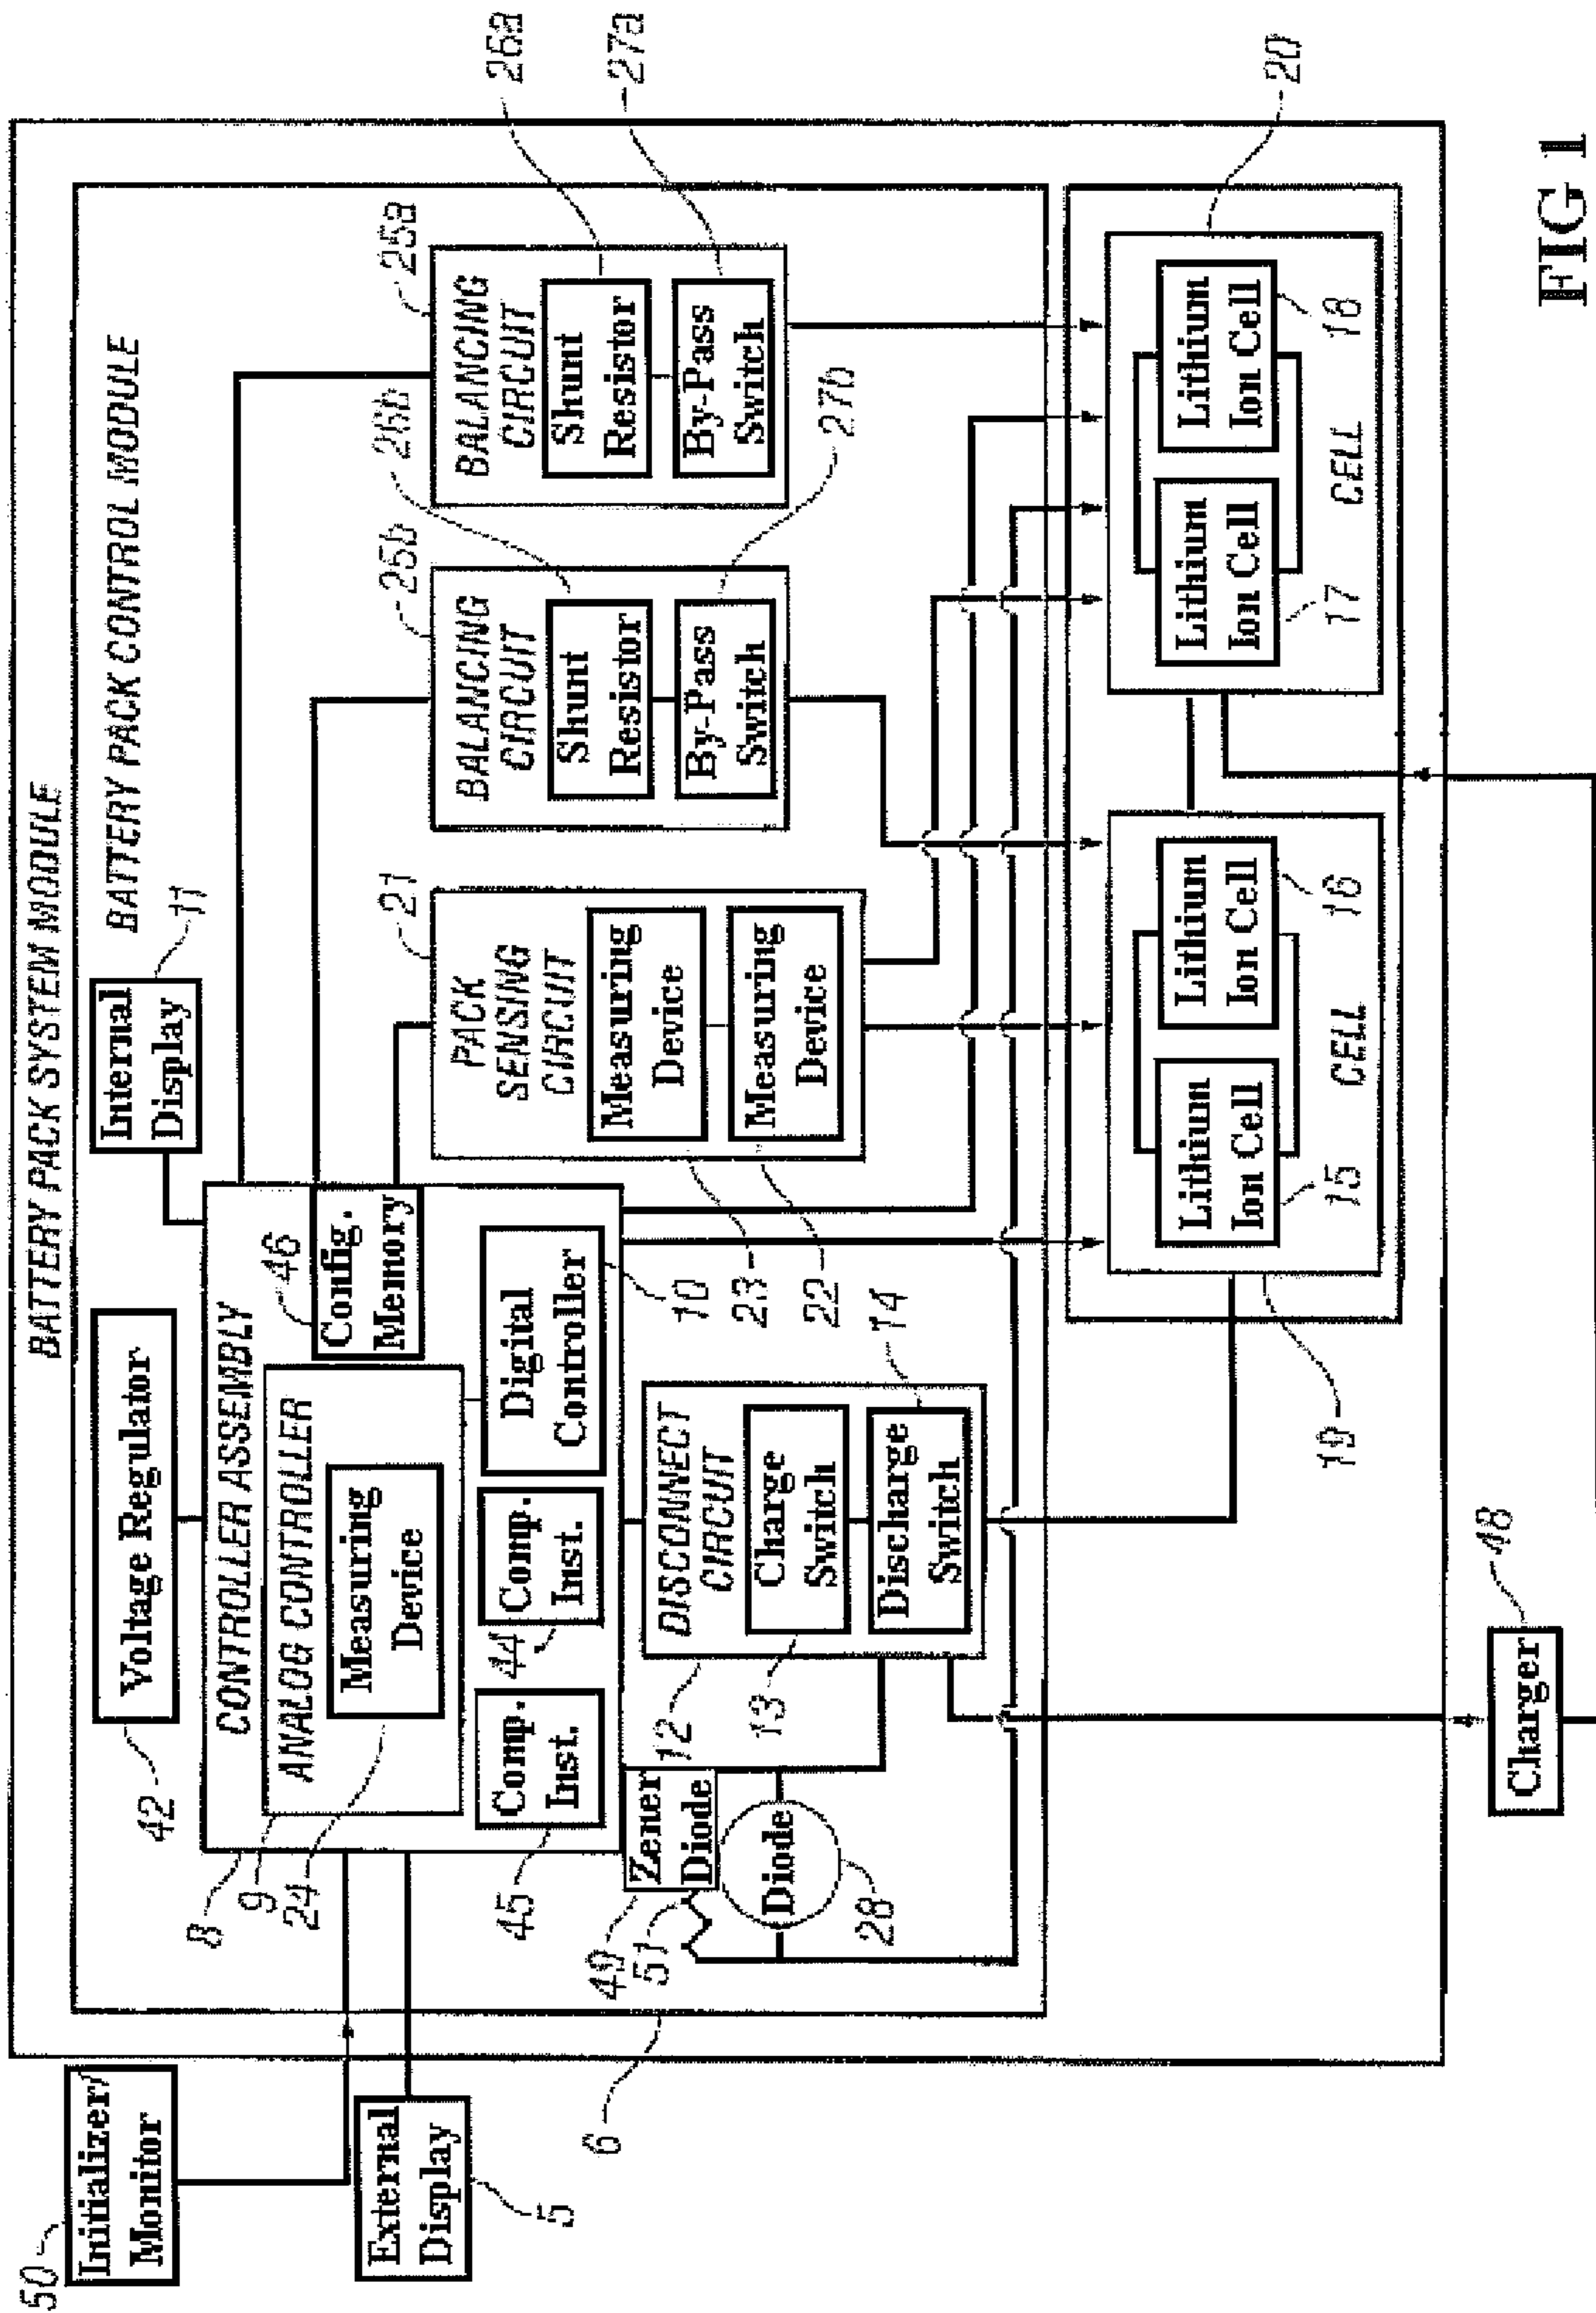 BATTERY PACK SYSTEM MODULE
BATTERY PACK CONTROL MODULE
50
Initializer/
Monitor
External
Display
5
6
42
Voltage Regulator
Internal
Display
11
8
9
24
CONTROLLER ASSEMBLY
ANALOG CONTROLLER
Measuring
Device
46
Config.
Memory
Digital
Controller
10
Comp.
Inst.
45
Comp.
Inst.
44
49
51
Zener
Diode
Diode
28
12
13
DISCONNECT
CIRCUIT
Charge
Switch
Discharge
Switch
14
23
22
PACK
SENSING
CIRCUIT
Measuring
Device
Measuring
Device
21
BALANCING
CIRCUIT
Shunt
Resistor
By-Pass
Switch
25b
26b
27b
BALANCING
CIRCUIT
Shunt
Resistor
By-Pass
Switch
25a
26a
27a
Lithium
Ion Cell
15
Lithium
Ion Cell
16
CELL
19
Lithium
Ion Cell
17
Lithium
Ion Cell
18
CELL
20
Charger
48
FIG 1